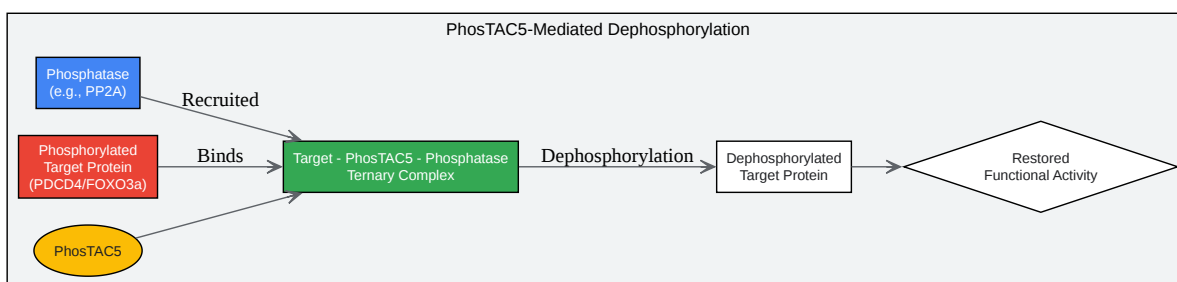 PhosTAC5-Mediated Dephosphorylation
Phosphatase
(e.g., PP2A)
Recruited
Phosphorylated
Target Protein
(PDCD4/FOXO3a)
Binds
PhosTAC5
Target - PhosTAC5 - Phosphatase
Ternary Complex
Dephosphorylation
Dephosphorylated
Target Protein
Restored
Functional Activity